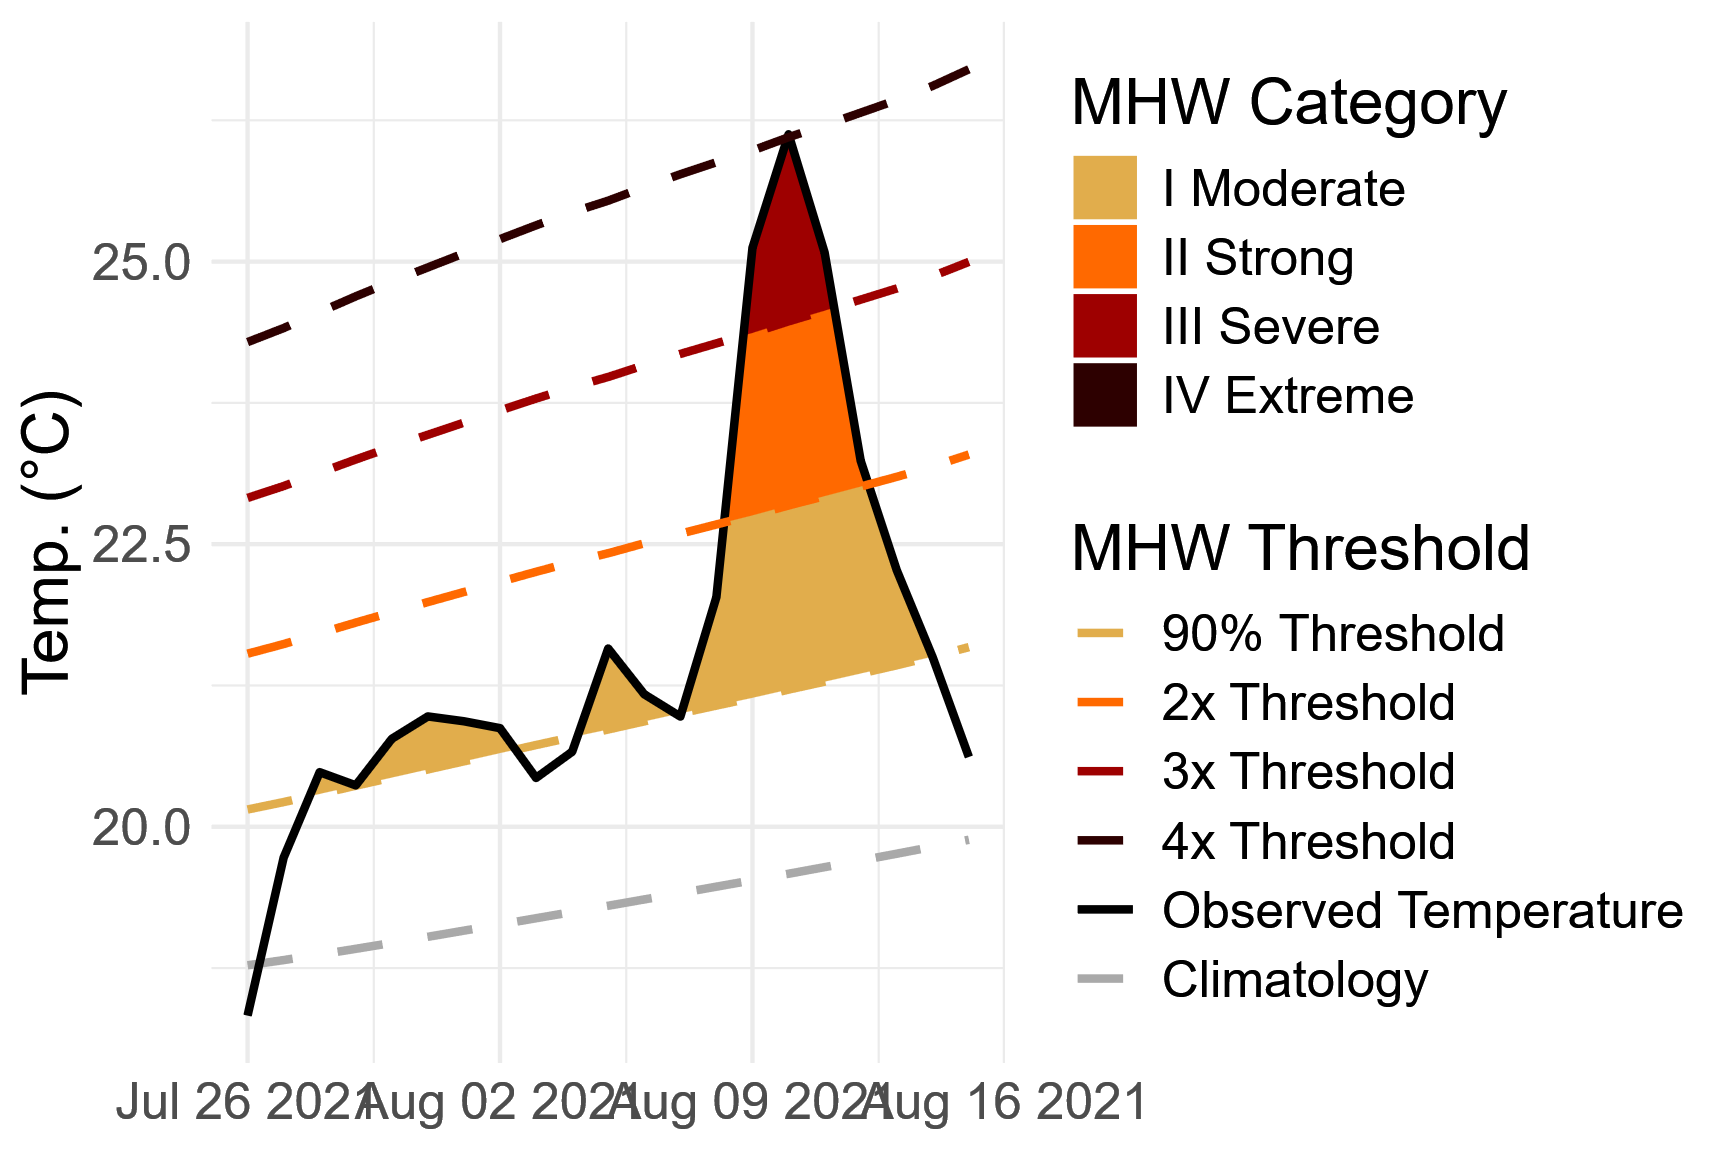 Temp. (°C)
25.0
22.5
20.0
Jul 26 2021
Aug 02 2021
Aug 09 2021
Aug 16 2021
MHW Category
I Moderate
II Strong
III Severe
IV Extreme
MHW Threshold
90% Threshold
2x Threshold
3x Threshold
4x Threshold
Observed Temperature
Climatology